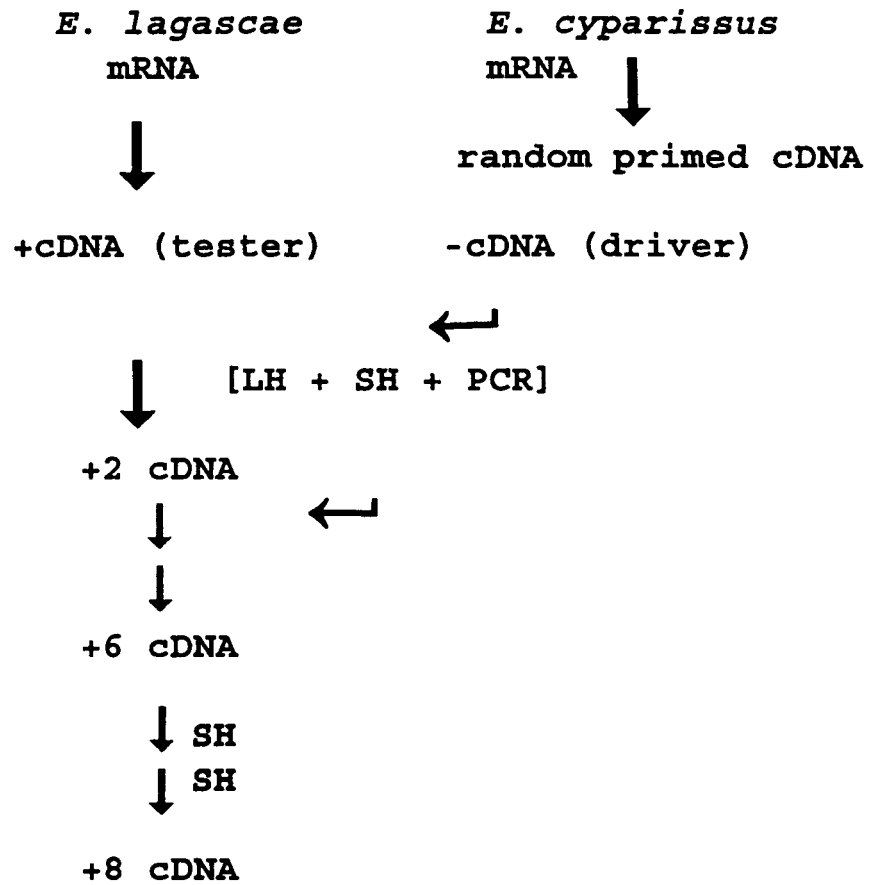 E. lagascae
E. cyparissus
mRNA
mRNA
random primed cDNA
+cDNA (tester)
-cDNA (driver)
[LH + SH + PCR]
+2 cDNA
+6 cDNA
SH
SH
+8 cDNA